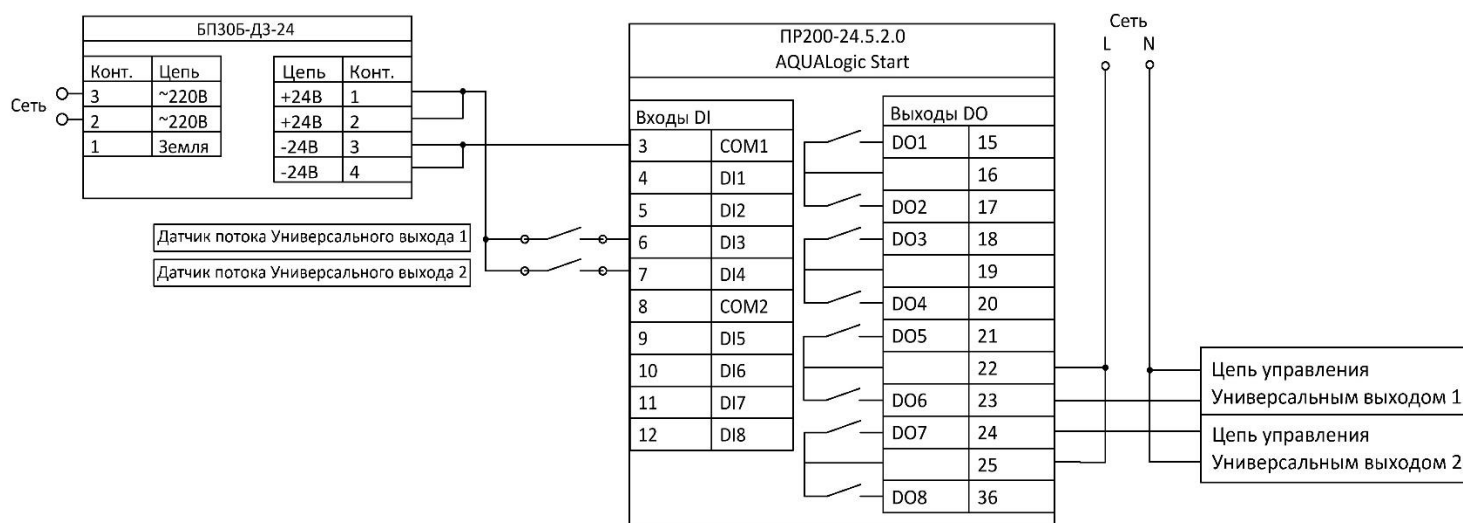 БП30Б-Д3-24
Конт. Цепь
3 ~220В
2 ~220В
1 Земля
Сеть
Цепь Конт.
+24В 1
+24В 2
-24В 3
-24В 4
Датчик потока Универсального выхода 1
Датчик потока Универсального выхода 2
ПР200-24.5.2.0
AQUALogic Start
Входы DI
3 COM1
4 DI1
5 DI2
6 DI3
7 DI4
8 COM2
9 DI5
10 DI6
11 DI7
12 DI8
Выходы DO
DO1 15
16
DO2 17
DO3 18
19
DO4 20
DO5 21
22
DO6 23
DO7 24
25
DO8 36
Сеть
L N
Цепь управления
Универсальным выходом 1
Цепь управления
Универсальным выходом 2